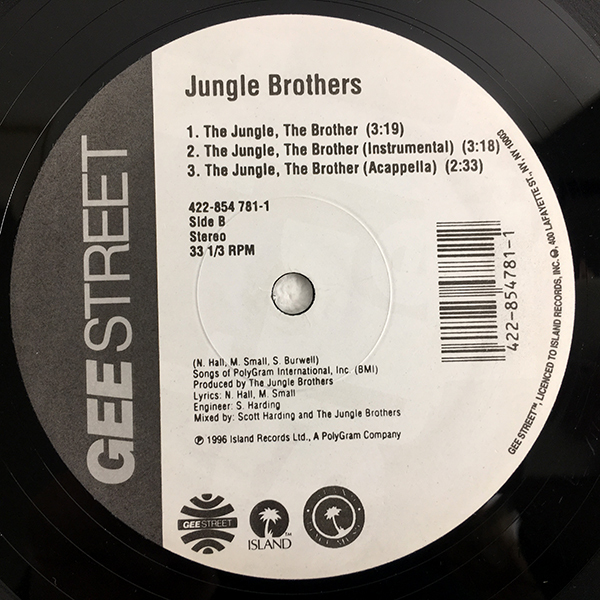 Jungle Brothers
1. The Jungle, The Brother (3:19)
2. The Jungle, The Brother (Instrumental) (3:18)
3. The Jungle, The Brother (Acappella) (2:33)
422-854 781-1
Side B
Stereo
33 1/3 RPM
GEE STREET
422-854781-1
GEE STREET™, LICENCED TO ISLAND RECORDS, INC. ℗, 400 LAFAYETTE ST., NY, NY 10003
(N. Hall, M. Small, S. Burwell)
Songs of PolyGram International, Inc. (BMI)
Produced by The Jungle Brothers
Lyrics: N. Hall, M. Small
Engineer: S. Harding
Mixed by: Scott Harding and The Jungle Brothers
℗ 1996 Island Records Ltd., A PolyGram Company
GEE STREET
ISLAND™